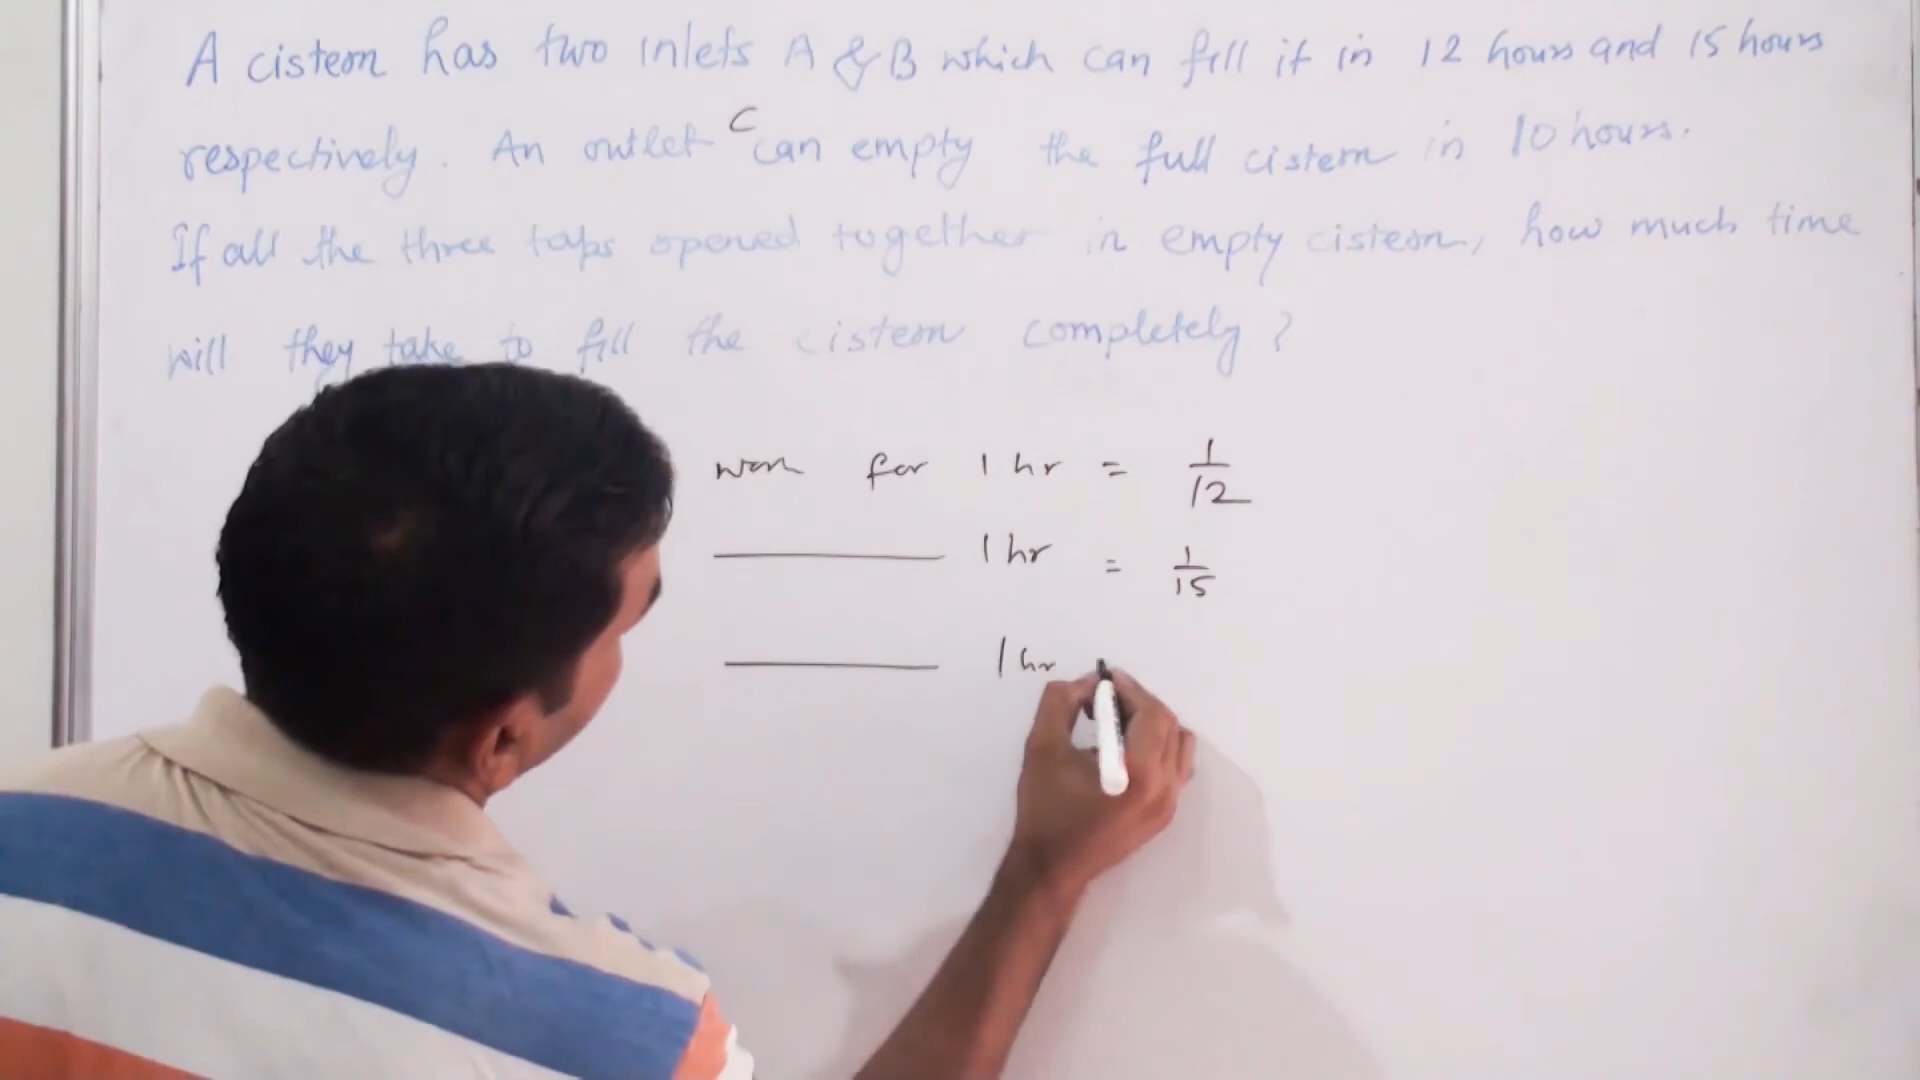 A cistern has two inlets A & B which can fill it in 12 hours and 15 hours
respectively. An outlet C can empty the full cistern in 10 hours.
If all the three taps opened together in empty cistern, how much time
will they take to fill the cistern completely?
work for 1 hr = 1/12
1 hr = 1/15
1 hr